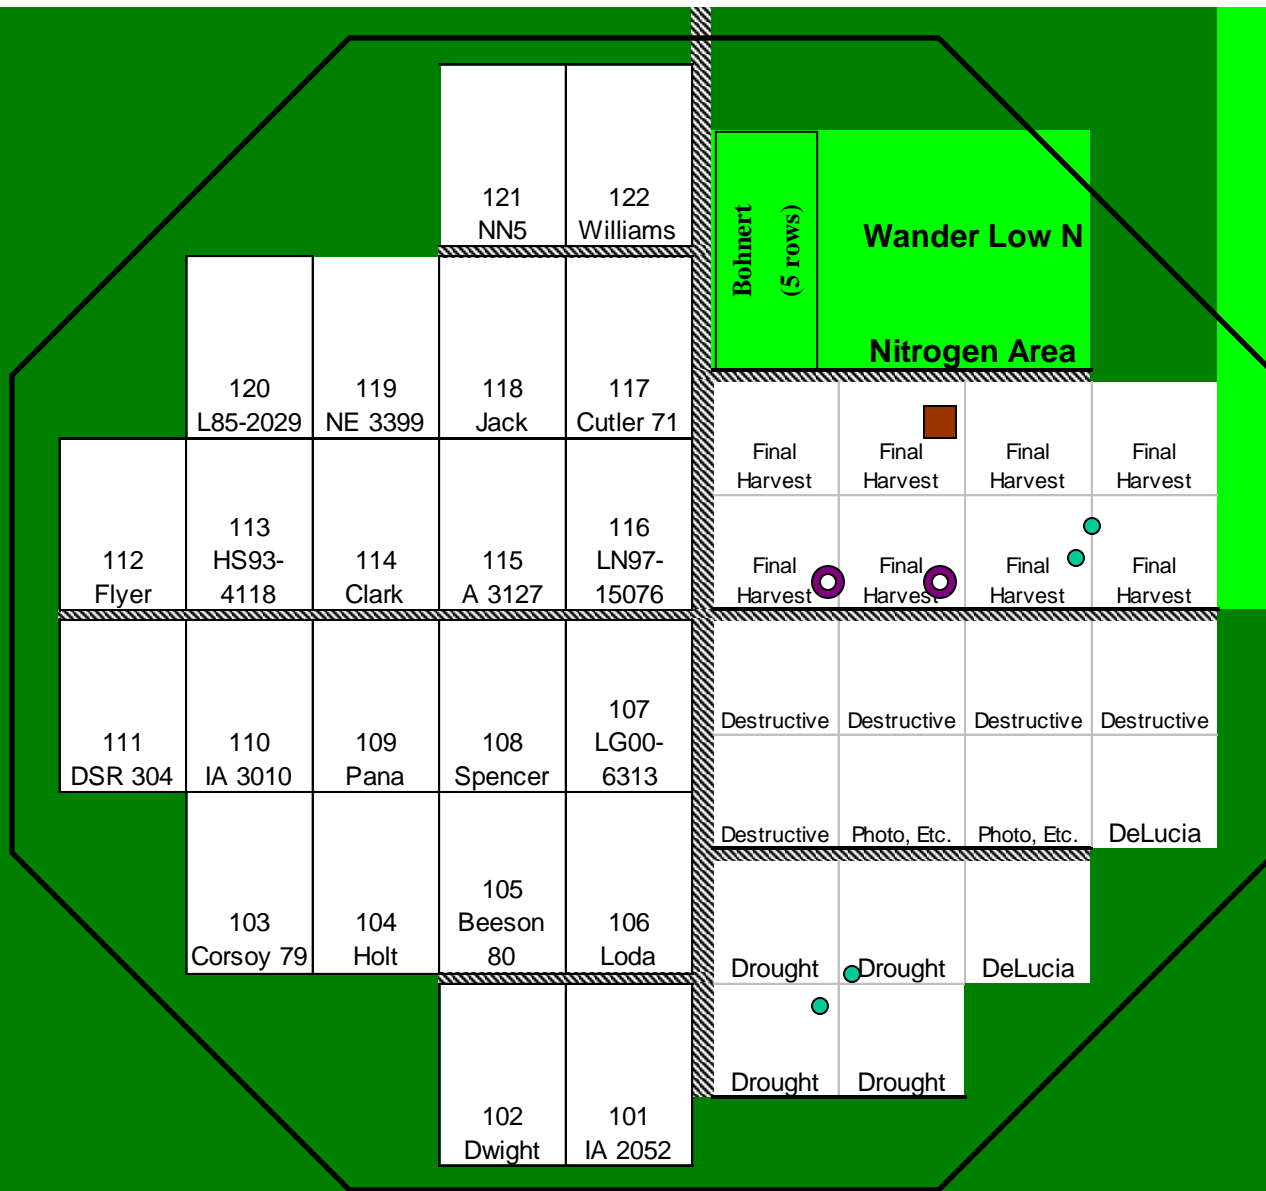 121
NN5
122
Williams
Bohnert
(5 rows)
Wander Low N
Nitrogen Area
120
L85-2029
119
NE 3399
118
Jack
117
Cutler 71
Final
Harvest
Final
Harvest
Final
Harvest
Final
Harvest
112
Flyer
113
HS93-
4118
114
Clark
115
A 3127
116
LN97-
15076
Final
Harvest
Final
Harvest
Final
Harvest
Final
Harvest
111
DSR 304
110
IA 3010
109
Pana
108
Spencer
107
LG00-
6313
Destructive
Destructive
Destructive
Destructive
Destructive
Photo, Etc.
Photo, Etc.
DeLucia
103
Corsoy 79
104
Holt
105
Beeson
80
106
Loda
Drought
Drought
DeLucia
Drought
Drought
102
Dwight
101
IA 2052